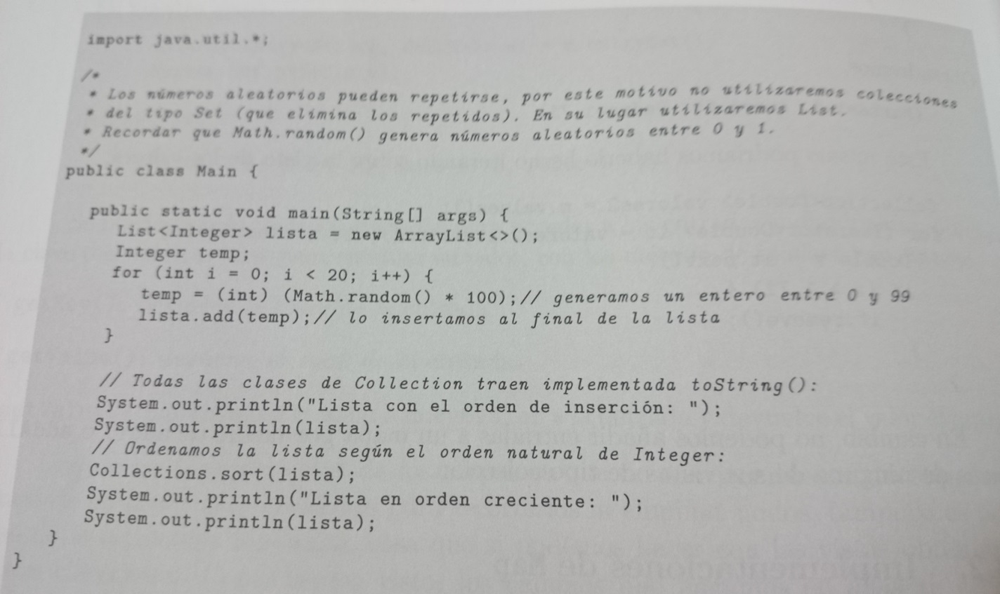 import java.util.*;
/*
* Los números aleatorios pueden repetirse, por este motivo no utilizaremos colecciones
* del tipo Set (que elimina los repetidos). En su lugar utilizaremos List.
* Recordar que Math.random() genera números aleatorios entre 0 y 1.
*/
public class Main {
public static void main(String[] args) {
List<Integer> lista = new ArrayList<>();
Integer temp;
for (int i = 0; i < 20; i++) {
temp = (int) (Math.random() * 100);// generamos un entero entre 0 y 99
lista.add(temp);// lo insertamos al final de la lista
}
// Todas las clases de Collection traen implementada toString():
System.out.println("Lista con el orden de inserción: ");
System.out.println(lista);
// Ordenamos la lista según el orden natural de Integer:
Collections.sort(lista);
System.out.println("Lista en orden creciente: ");
System.out.println(lista);
}
}